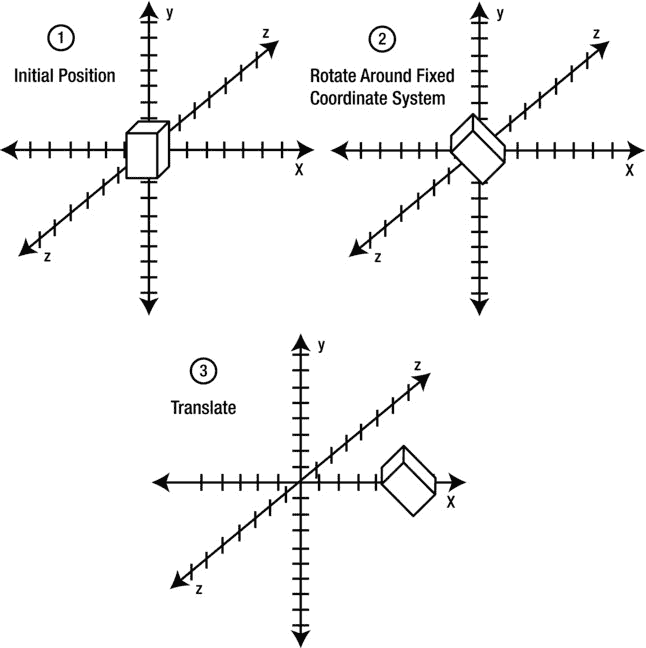 1
Initial Position
y
z
X
z
2
Rotate Around Fixed
Coordinate System
y
z
X
z
3
Translate
y
z
X
z